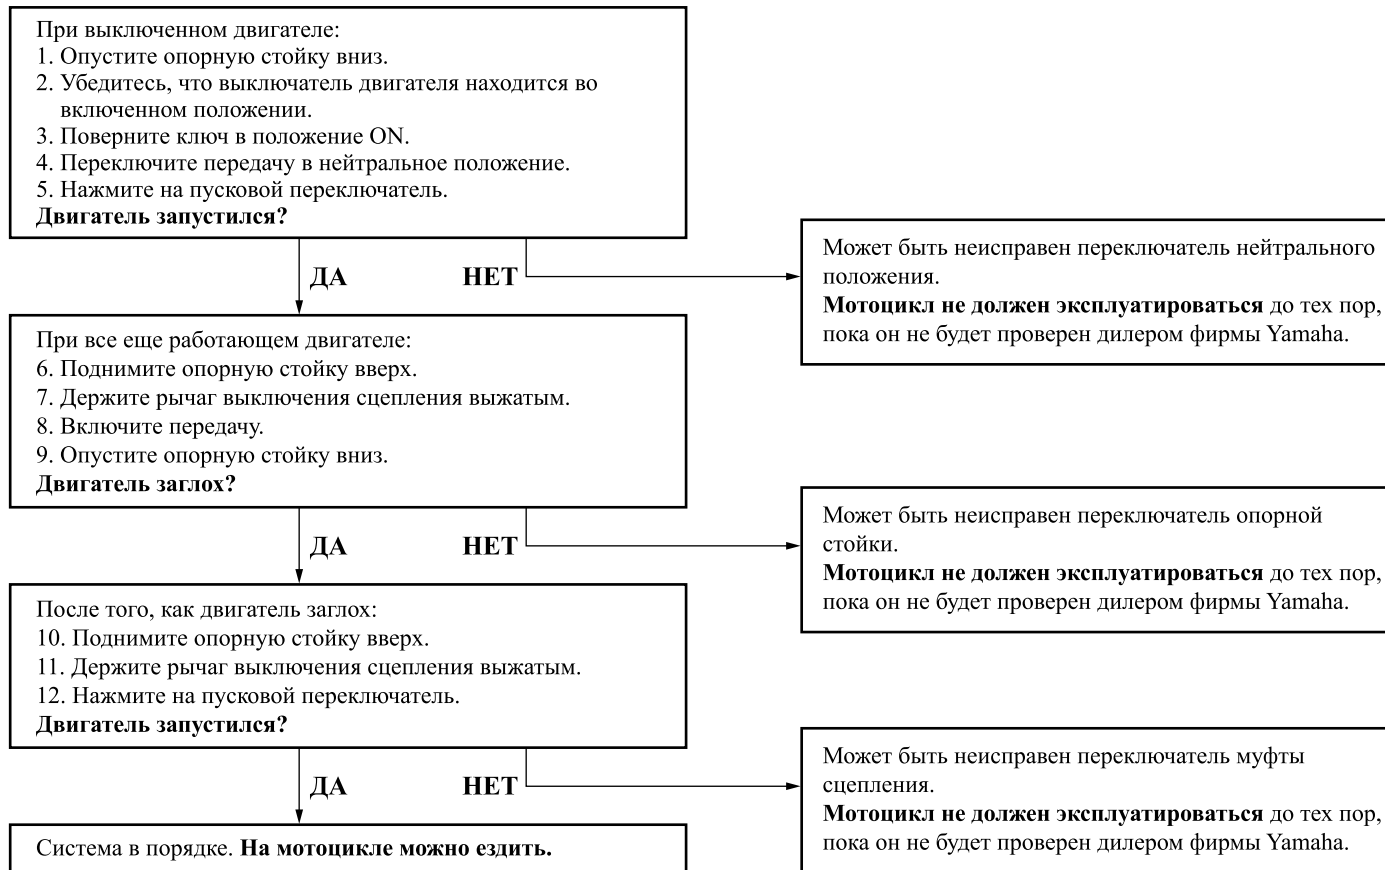 При выключенном двигателе:
1. Опустите опорную стойку вниз.
2. Убедитесь, что выключатель двигателя находится во
включенном положении.
3. Поверните ключ в положение ON.
4. Переключите передачу в нейтральное положение.
5. Нажмите на пусковой переключатель.
Двигатель запустился?
ДА
НЕТ
Может быть неисправен переключатель нейтрального
положения.
Мотоцикл не должен эксплуатироваться до тех пор,
пока он не будет проверен дилером фирмы Yamaha.
При все еще работающем двигателе:
6. Поднимите опорную стойку вверх.
7. Держите рычаг выключения сцепления выжатым.
8. Включите передачу.
9. Опустите опорную стойку вниз.
Двигатель заглох?
ДА
НЕТ
Может быть неисправен переключатель опорной
стойки.
Мотоцикл не должен эксплуатироваться до тех пор,
пока он не будет проверен дилером фирмы Yamaha.
После того, как двигатель заглох:
10. Поднимите опорную стойку вверх.
11. Держите рычаг выключения сцепления выжатым.
12. Нажмите на пусковой переключатель.
Двигатель запустился?
ДА
НЕТ
Может быть неисправен переключатель муфты
сцепления.
Мотоцикл не должен эксплуатироваться до тех пор,
пока он не будет проверен дилером фирмы Yamaha.
Система в порядке. На мотоцикле можно ездить.